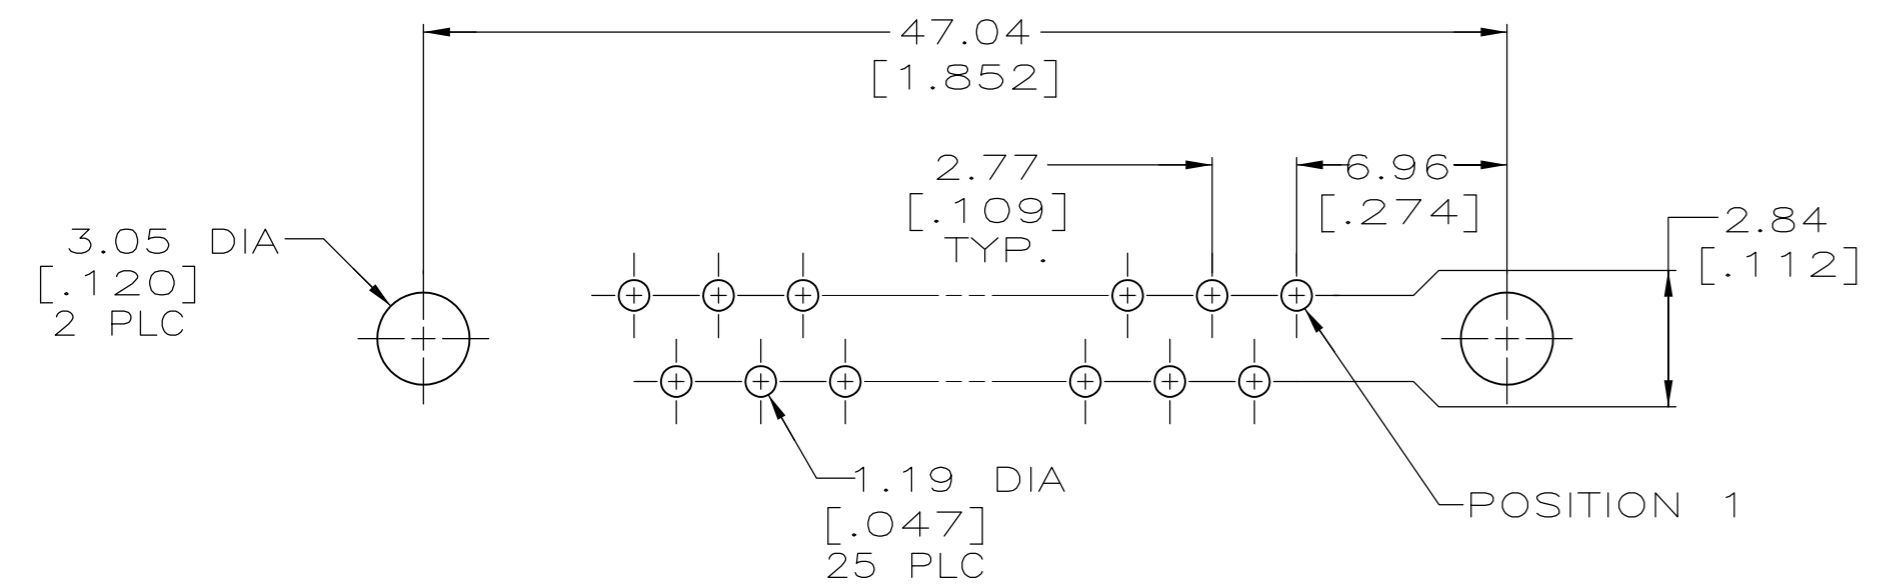 47.04
[1.852]
2.77
[.109]
TYP.
6.96
[.274]
2.84
[.112]
3.05 DIA
[.120]
2 PLC
1.19 DIA
[.047]
25 PLC
POSITION 1